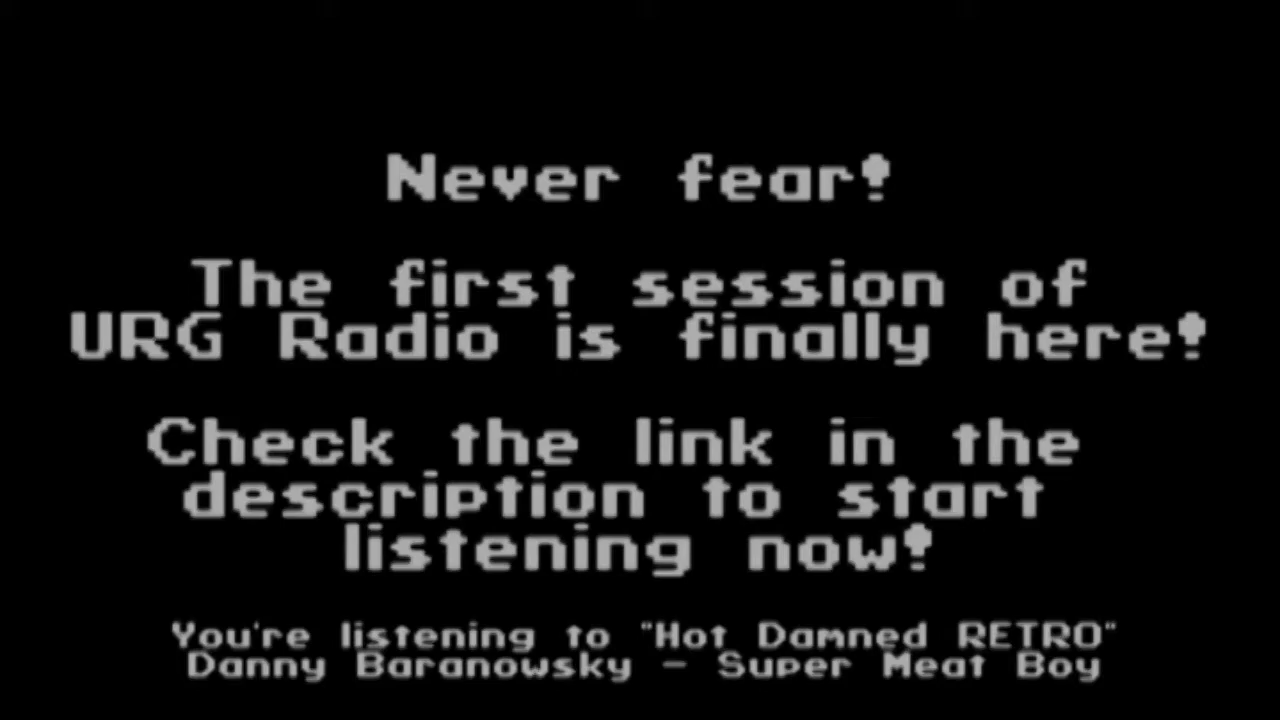 Never fear!
The first session of
URG Radio is finally here!
Check the link in the
description to start
listening now!
You're listening to "Hot Damned RETRO"
Danny Baranowsky - Super Meat Boy